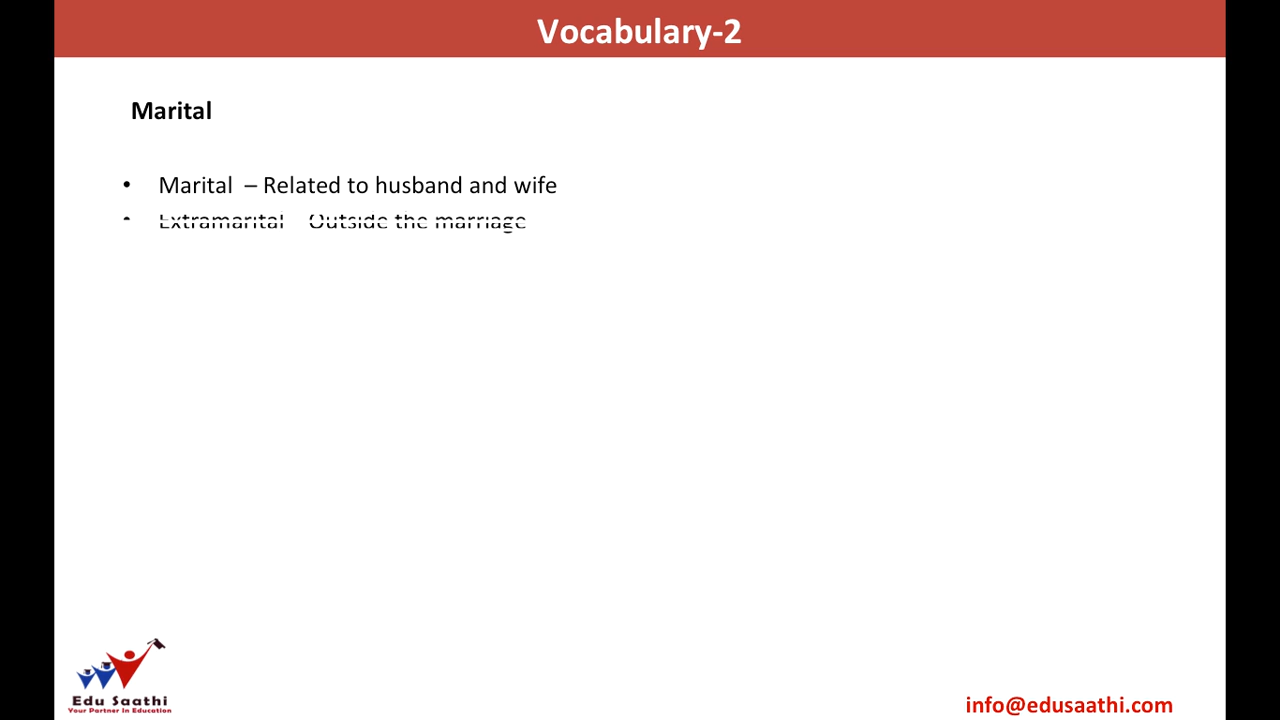 Vocabulary-2
Marital
• Marital – Related to husband and wife
• Extramarital Outside the marriage
Edu Saathi
Your Partner In Education
info@edusaathi.com